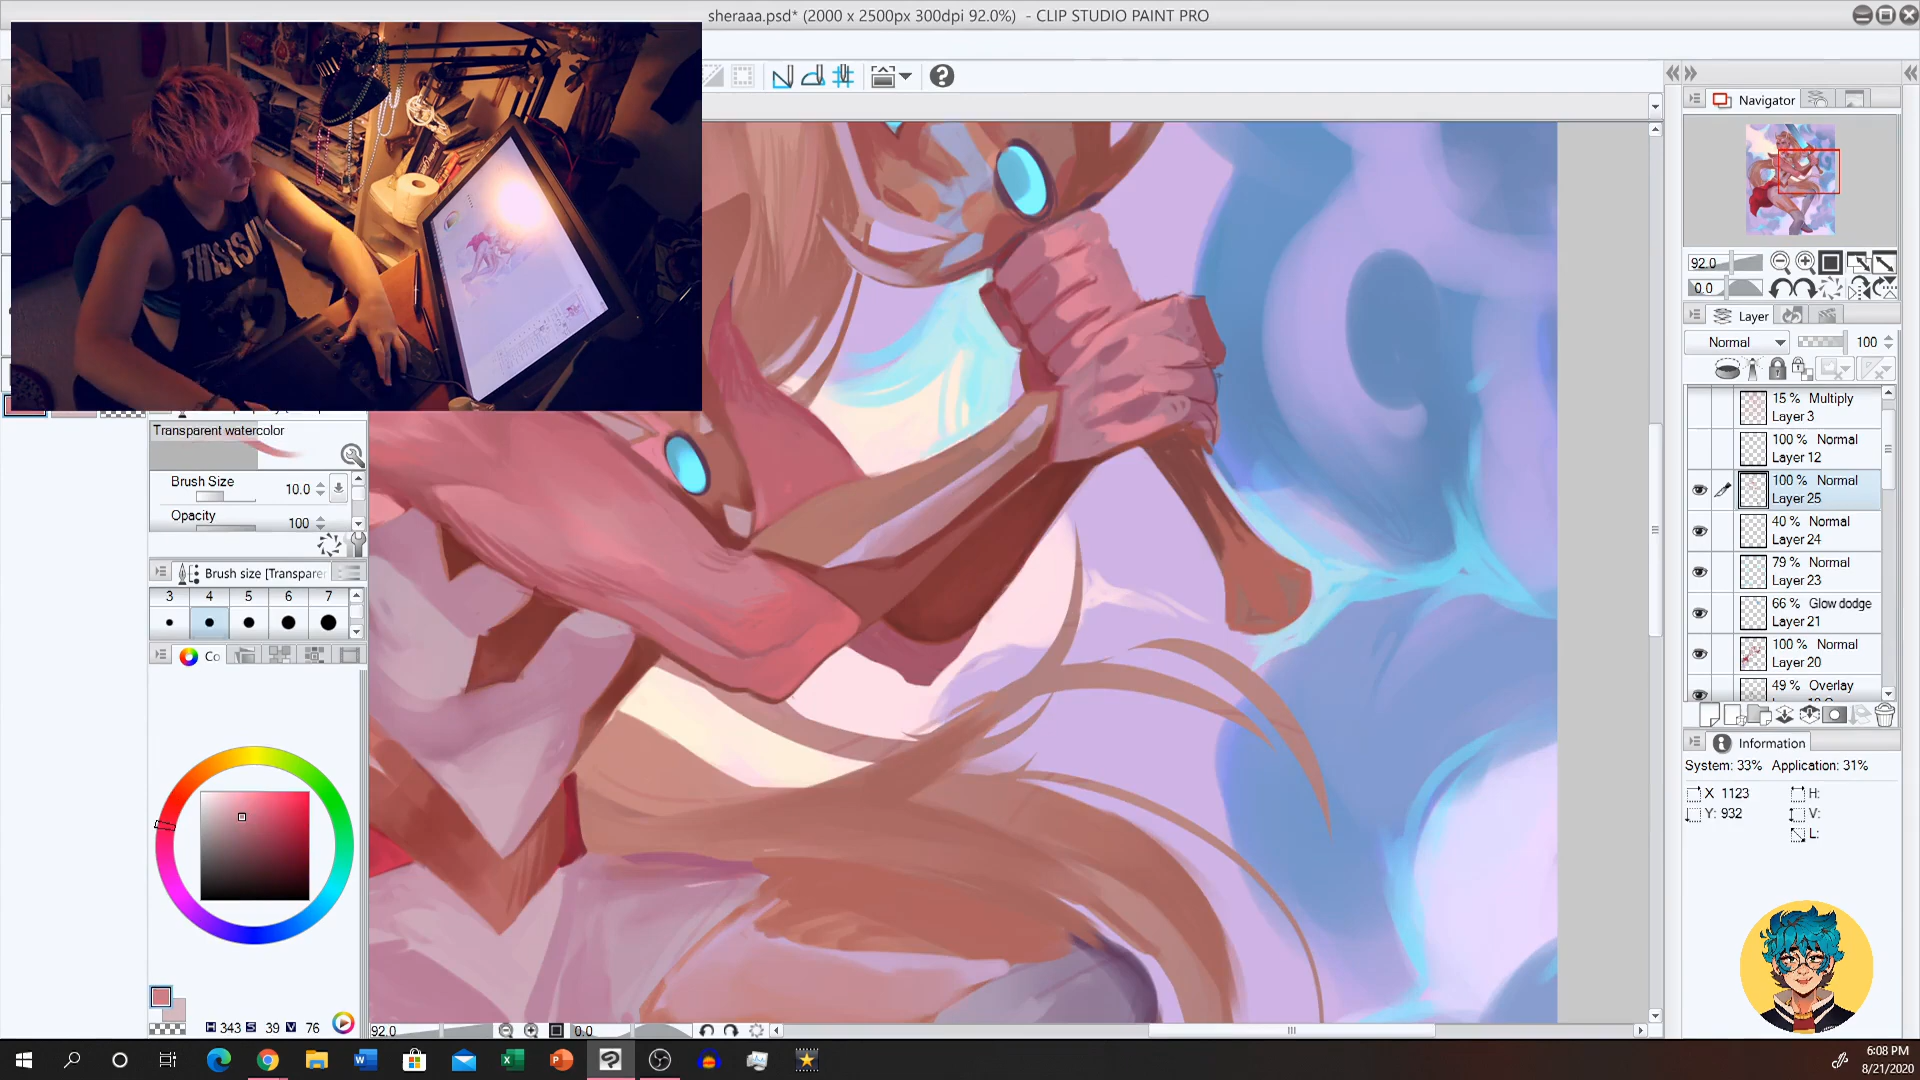 sheraaa.psd* (2000 x 2500px 300dpi 92.0%) - CLIP STUDIO PAINT PRO
THIS IS MY
Navigator
92.0
0.0
Layer
Normal 100
15 % Multiply
Layer 3
100 % Normal
Layer 12
100 % Normal
Layer 25
40 % Normal
Layer 24
79 % Normal
Layer 23
66 % Glow dodge
Layer 21
100 % Normal
Layer 20
49 % Overlay
Information
System: 33% Application: 31%
X 1123 H:
Y: 932 V:
L:
Transparent watercolor
Brush Size 10.0
Opacity 100
Brush size [Transparer
3 4 5 6 7
Co
H 343 S 39 V 76
92.0 0.0
6:08 PM
8/21/2020